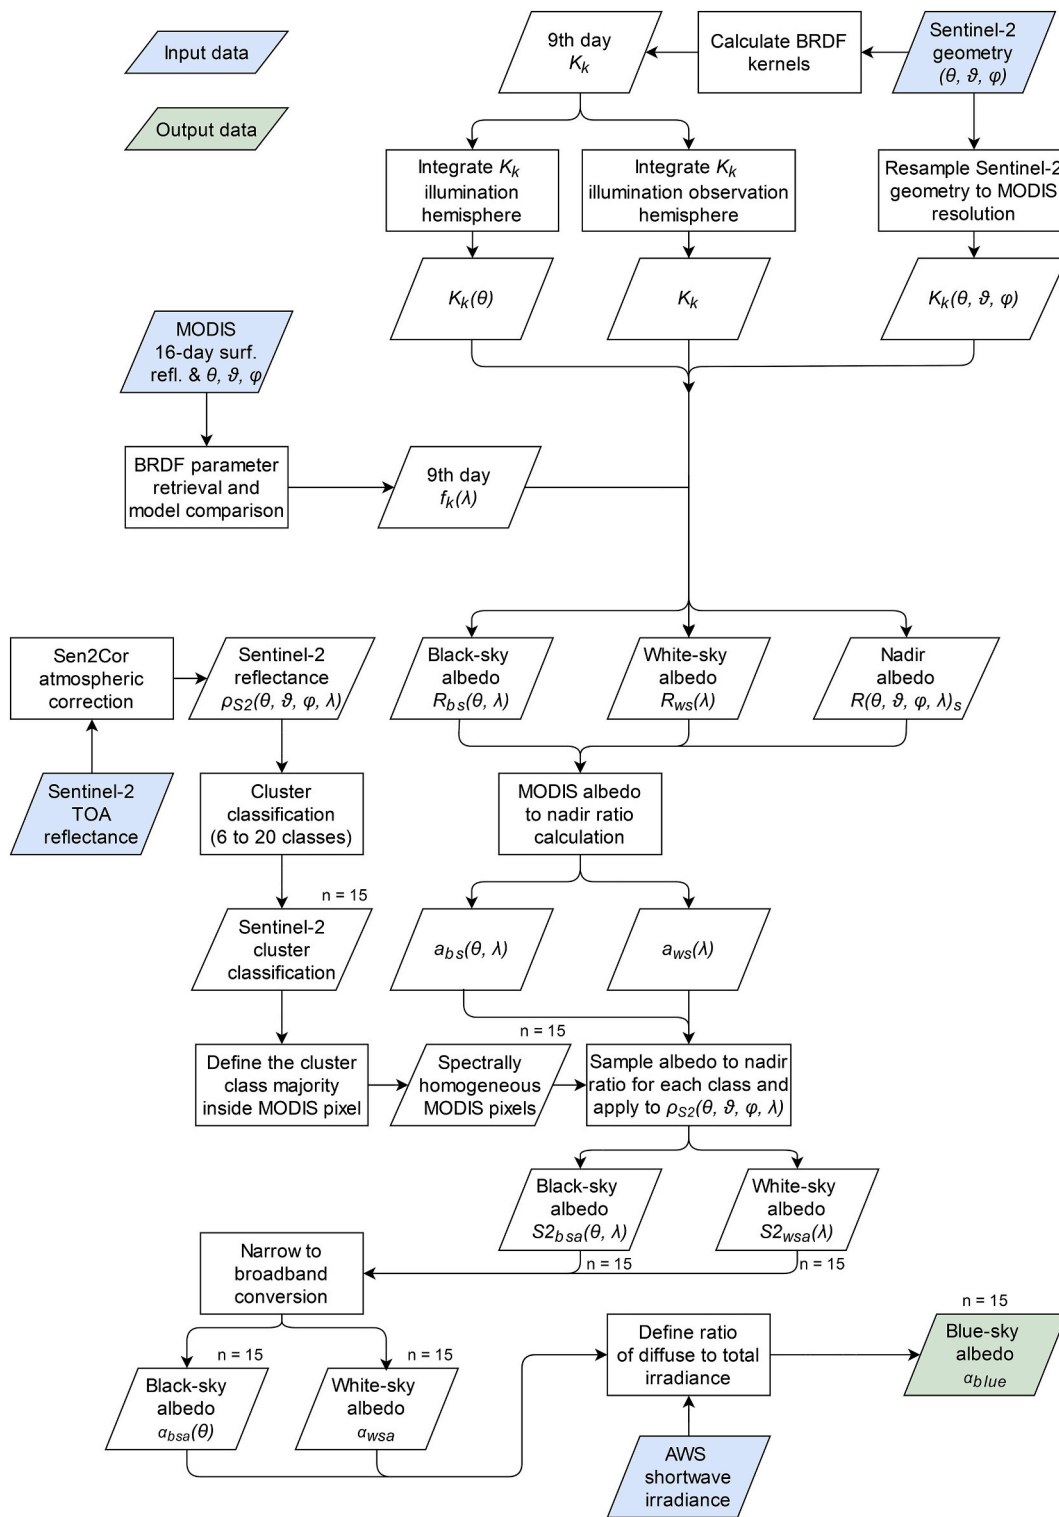 Input data
Output data
9th day
Kk
Calculate BRDF
kernels
Sentinel-2
geometry
(θ, ϑ, φ)
Integrate Kk
illumination
hemisphere
Integrate Kk
illumination observation
hemisphere
Resample Sentinel-2
geometry to MODIS
resolution
Kk(θ)
Kk
Kk(θ, ϑ, φ)
MODIS
16-day surf.
refl. & θ, ϑ, φ
BRDF parameter
retrieval and
model comparison
9th day
fk(λ)
Sen2Cor
atmospheric
correction
Sentinel-2
reflectance
ρS2(θ, ϑ, φ, λ)
Black-sky
albedo
Rbs(θ, λ)
White-sky
albedo
Rws(λ)
Nadir
albedo
R(θ, ϑ, φ, λ)s
Sentinel-2
TOA
reflectance
Cluster
classification
(6 to 20 classes)
MODIS albedo
to nadir ratio
calculation
n = 15
Sentinel-2
cluster
classification
abs(θ, λ)
aws(λ)
Define the cluster
class majority
inside MODIS pixel
n = 15
Spectrally
homogeneous
MODIS pixels
Sample albedo to nadir
ratio for each class and
apply to ρS2(θ, ϑ, φ, λ)
Black-sky
albedo
S2bsa(θ, λ)
n = 15
White-sky
albedo
S2wsa(λ)
n = 15
Narrow to
broadband
conversion
n = 15
Black-sky
albedo
αbsa(θ)
n = 15
White-sky
albedo
αwsa
Define ratio
of diffuse to total
irradiance
n = 15
Blue-sky
albedo
αblue
AWS
shortwave
irradiance